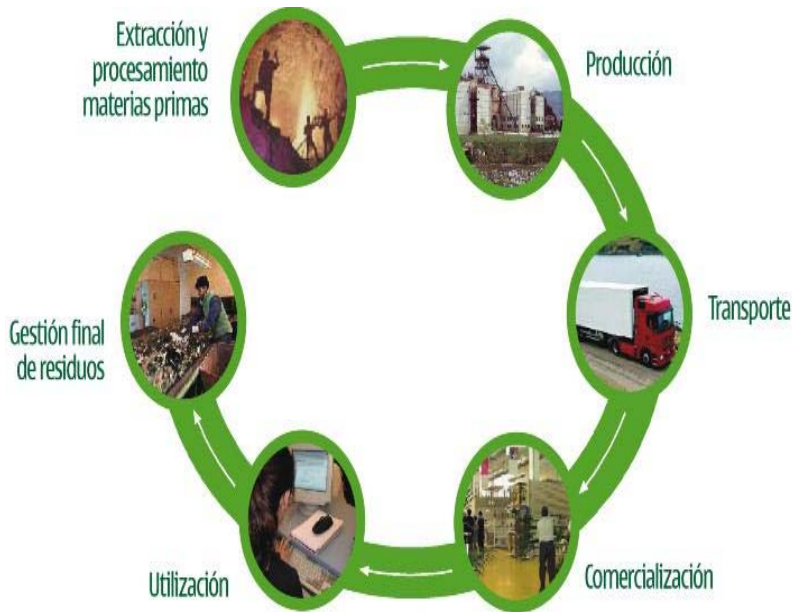 Extracción y
procesamiento
materias primas
Producción
Transporte
Comercialización
Utilización
Gestión final
de residuos